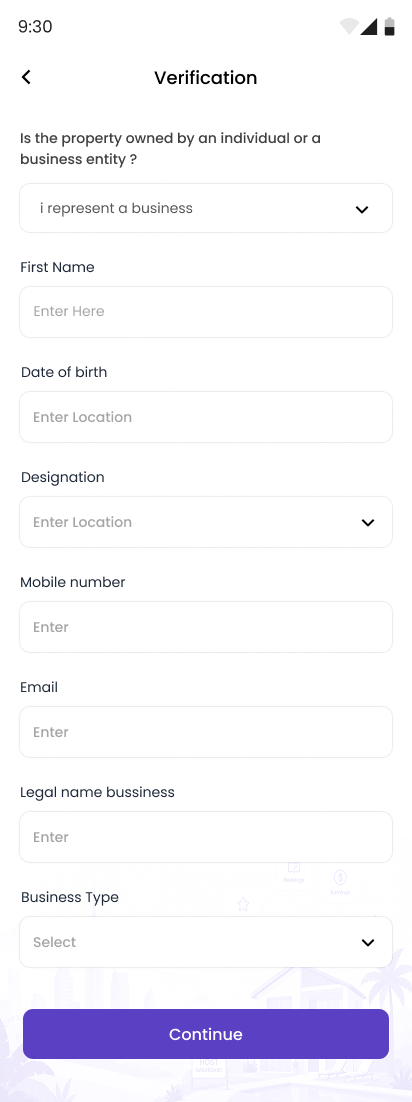 9:30
Verification
Is the property owned by an individual or a
business entity ?
i represent a business
First Name
Enter Here
Date of birth
Enter Location
Designation
Enter Location
Mobile number
Enter
Email
Enter
Legal name bussiness
Enter
Business Type
Select
Continue
HOST